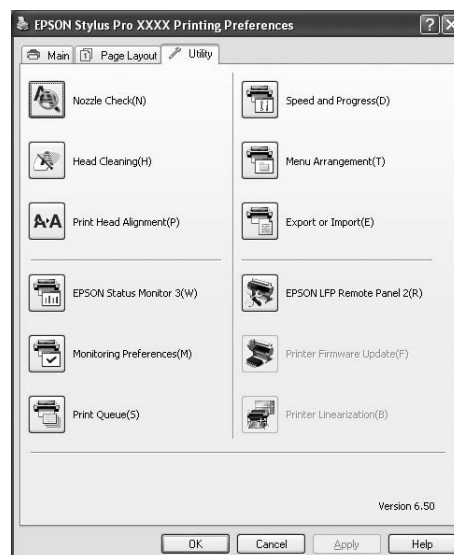 EPSON Stylus Pro XXXX Printing Preferences
Main
Page Layout
Utility
Nozzle Check(N)
Speed and Progress(D)
Head Cleaning(H)
Menu Arrangement(T)
A A
Print Head Alignment(P)
Export or Import(E)
EPSON Status Monitor 3(W)
EPSON LFP Remote Panel 2(R)
Monitoring Preferences(M)
Printer Firmware Update(F)
Print Queue(S)
Printer Linearization(B)
Version 6.50
OK
Cancel
Apply
Help